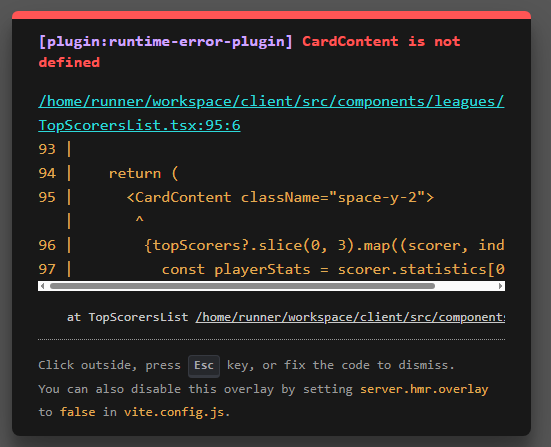 [plugin:runtime-error-plugin] CardContent is not
defined
/home/runner/workspace/client/src/components/leagues/
TopScorersList.tsx:95:6
93 |
94 |    return (
95 |      <CardContent className="space-y-2">
   |       ^
96 |        {topScorers?.slice(0, 3).map((scorer, ind
97 |          const playerStats = scorer.statistics[0
at TopScorersList /home/runner/workspace/client/src/components
Click outside, press Esc key, or fix the code to dismiss.
You can also disable this overlay by setting server.hmr.overlay
to false in vite.config.js.